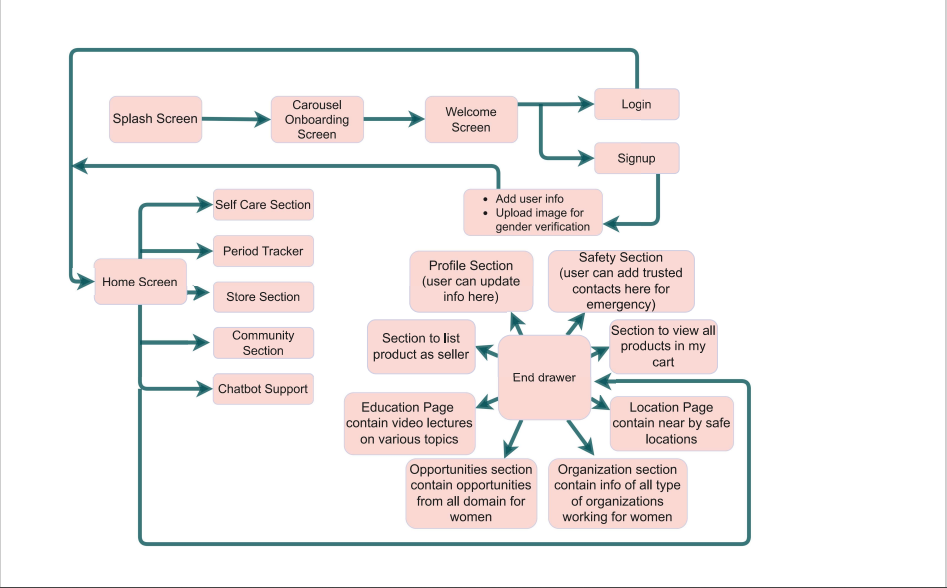 Splash Screen
Carousel
Onboarding
Screen
Welcome
Screen
Login
Signup
• Add user info
• Upload image for
gender verification
Home Screen
Self Care Section
Period Tracker
Store Section
Community
Section
Chatbot Support
Profile Section
(user can update
info here)
Safety Section
(user can add trusted
contacts here for
emergency)
Section to list
product as seller
Section to view all
products in my
cart
End drawer
Education Page
contain video lectures
on various topics
Location Page
contain near by safe
locations
Opportunities section
contain opportunities
from all domain for
women
Organization section
contain info of all type
of organizations
working for women